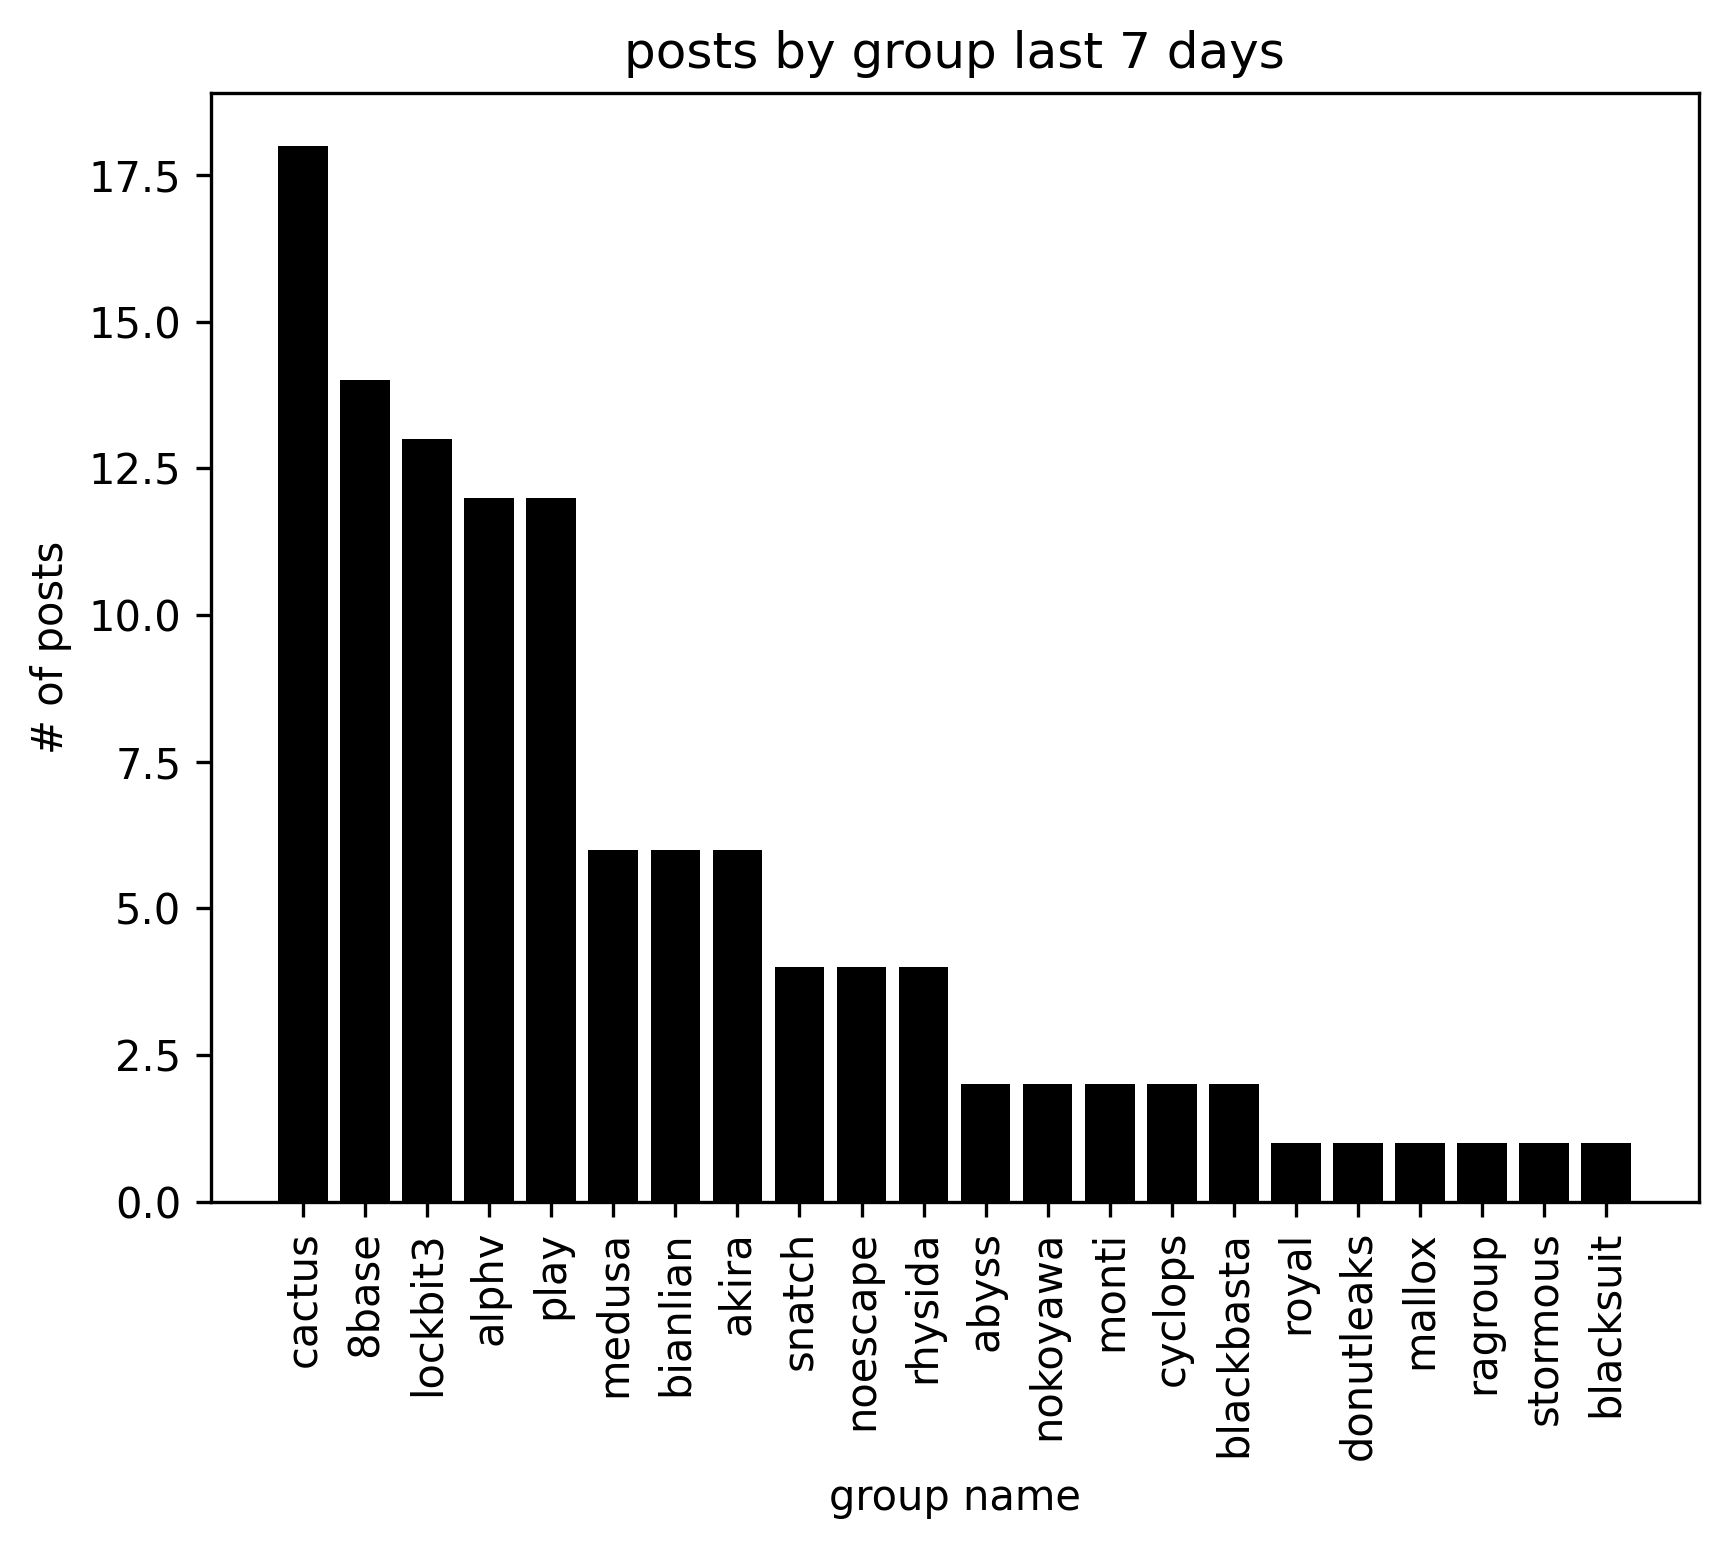 posts by group last 7 days
# of posts
17.5
15.0
12.5
10.0
7.5
5.0
2.5
0.0
cactus
8base
lockbit3
alphv
play
medusa
bianlian
akira
snatch
noescape
rhysida
abyss
nokoyawa
monti
cyclops
blackbasta
royal
donutleaks
mallox
ragroup
stormous
blacksuit
group name